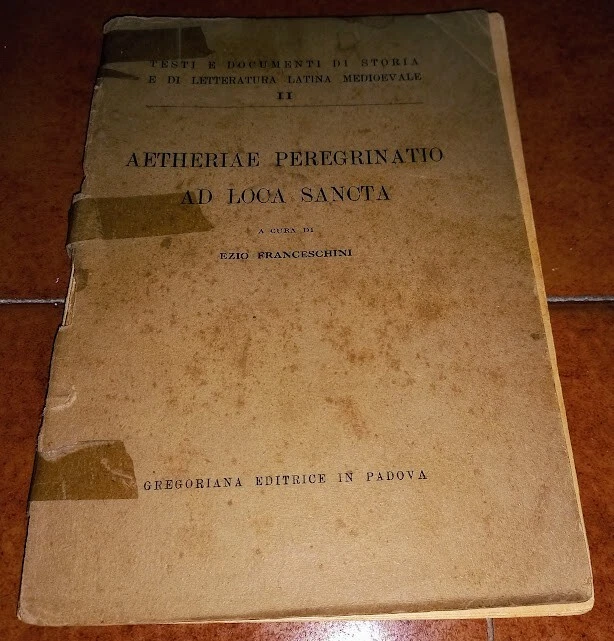 TESTI E DOCUMENTI DI STORIA
E DI LETTERATURA LATINA MEDIOEVALE
II
AETHERIAE PEREGRINATIO
AD LOCA SANCTA
A CURA DI
EZIO FRANCESCHINI
GREGORIANA EDITRICE IN PADOVA